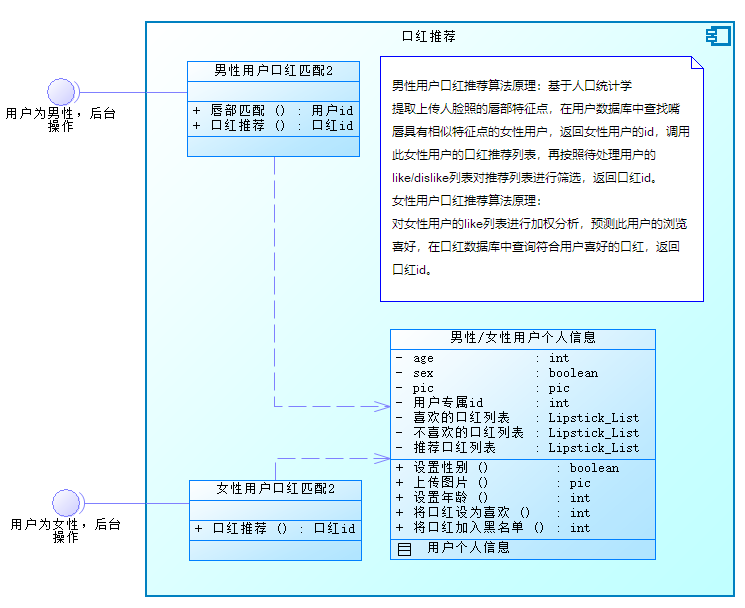 口红推荐
男性用户口红匹配2
+ 唇部匹配 () : 用户id
+ 口红推荐 () : 口红id
用户为男性，后台
操作
男性用户口红推荐算法原理：基于人口统计学
提取上传人脸照的唇部特征点，在用户数据库中查找嘴
唇具有相似特征点的女性用户，返回女性用户的id，调用
此女性用户的口红推荐列表，再按照待处理用户的
like/dislike列表对推荐列表进行筛选，返回口红id。
女性用户口红推荐算法原理：
对女性用户的like列表进行加权分析，预测此用户的浏览
喜好，在口红数据库中查询符合用户喜好的口红，返回
口红id。
男性/女性用户个人信息
- age : int
- sex : boolean
- pic : pic
- 用户专属id : int
- 喜欢的口红列表 : Lipstick_List
- 不喜欢的口红列表 : Lipstick_List
- 推荐口红列表 : Lipstick_List
+ 设置性别 () : boolean
+ 上传图片 () : pic
+ 设置年龄 () : int
+ 将口红设为喜欢 () : int
+ 将口红加入黑名单 () : int
用户个人信息
女性用户口红匹配2
+ 口红推荐 () : 口红id
用户为女性，后台
操作